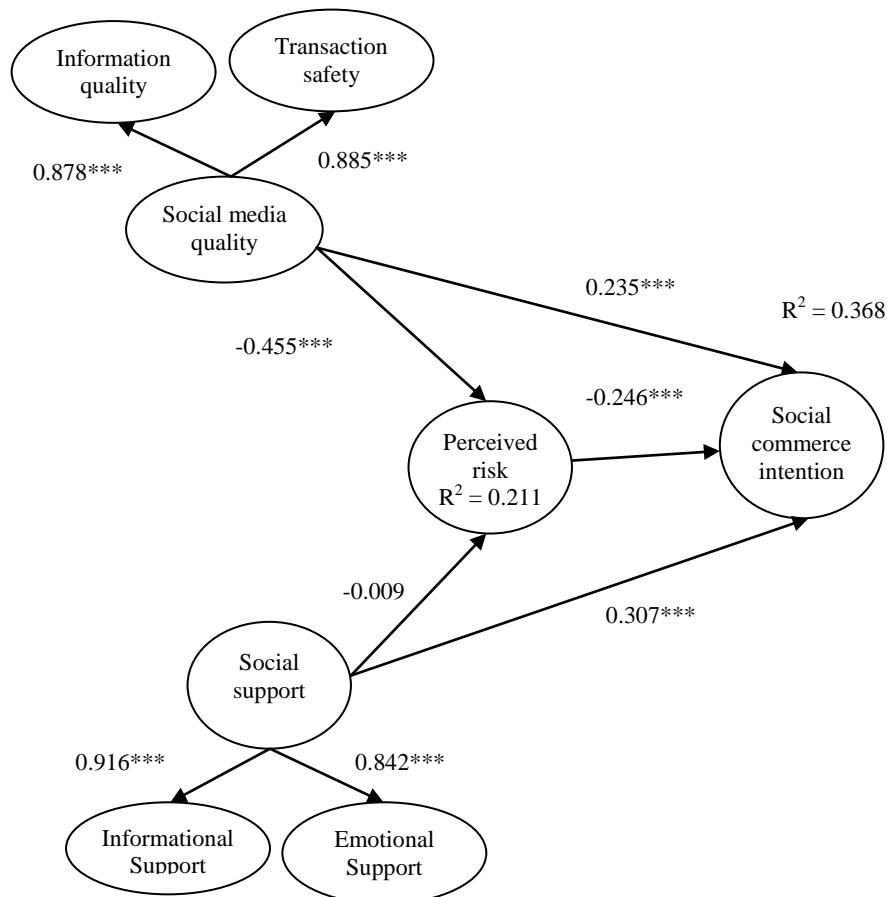 Information
quality
Transaction
safety
0.878***
0.885***
Social media
quality
0.235***
R² = 0.368
-0.455***
-0.246***
Perceived
risk
R² = 0.211
Social
commerce
intention
-0.009
0.307***
Social
support
0.916***
0.842***
Informational
Support
Emotional
Support